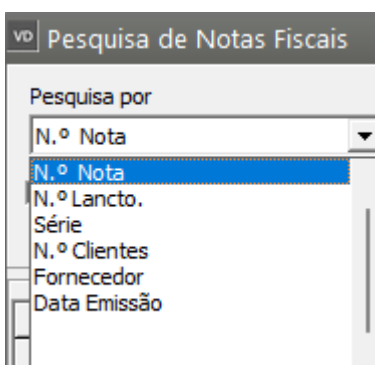 VD Pesquisa de Notas Fiscais
Pesquisa por
N.º Nota
N.º Nota
N.º Lancto.
Série
N.º Clientes
Fornecedor
Data Emissão